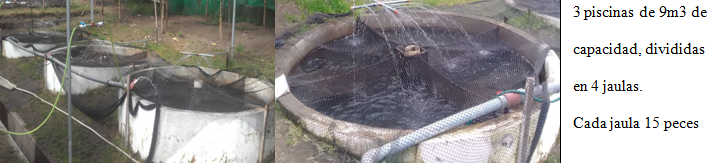 3 piscinas de 9m3 de
capacidad, divididas
en 4 jaulas.
Cada jaula 15 peces